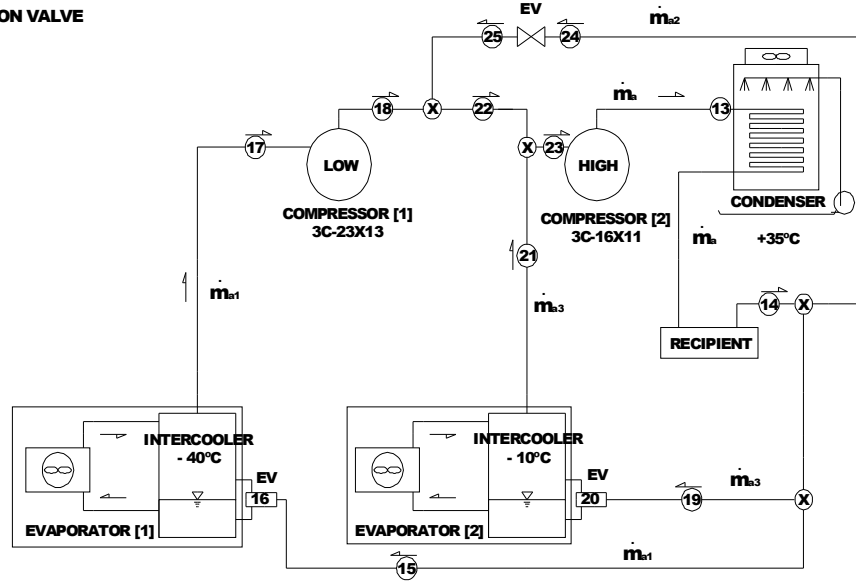 ON VALVE
EV
ṁa2
25
24
18
X
22
ṁa
13
17
LOW
X
23
HIGH
COMPRESSOR [1]
3C-23X13
COMPRESSOR [2]
3C-16X11
CONDENSER
+35ºC
ṁa
21
ṁa1
ṁa3
14
X
RECIPIENT
INTERCOOLER
- 40ºC
INTERCOOLER
- 10ºC
EV
16
EV
20
19
ṁa3
X
EVAPORATOR [1]
EVAPORATOR [2]
15
ṁa1